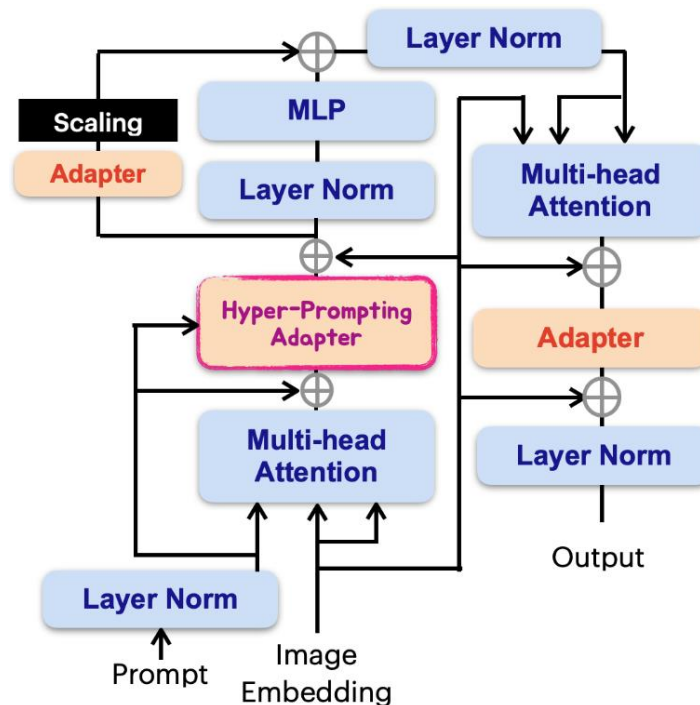 Layer Norm
MLP
Scaling
Adapter
Layer Norm
Multi-head
Attention
Hyper-Prompting
Adapter
Adapter
Multi-head
Attention
Layer Norm
Output
Layer Norm
Prompt
Image
Embedding